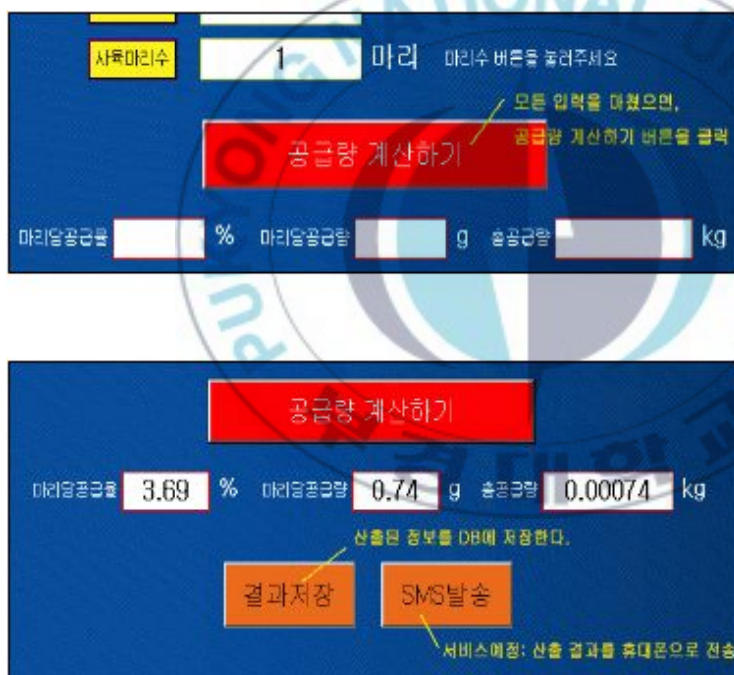 사육마리수 1 마리 마리수 버튼을 눌러주세요
모든 입력을 마쳤으면,
공급량 계산하기 버튼을 클릭
공급량 계산하기
마리당공급율 % 마리당공급량 g 총공급량 kg
공급량 계산하기
마리당공급율 3.69 % 마리당공급량 0.74 g 총공급량 0.00074 kg
산출된 정보를 DB에 저장한다.
결과저장 SMS발송
서비스예정: 산출 결과를 휴대폰으로 전송